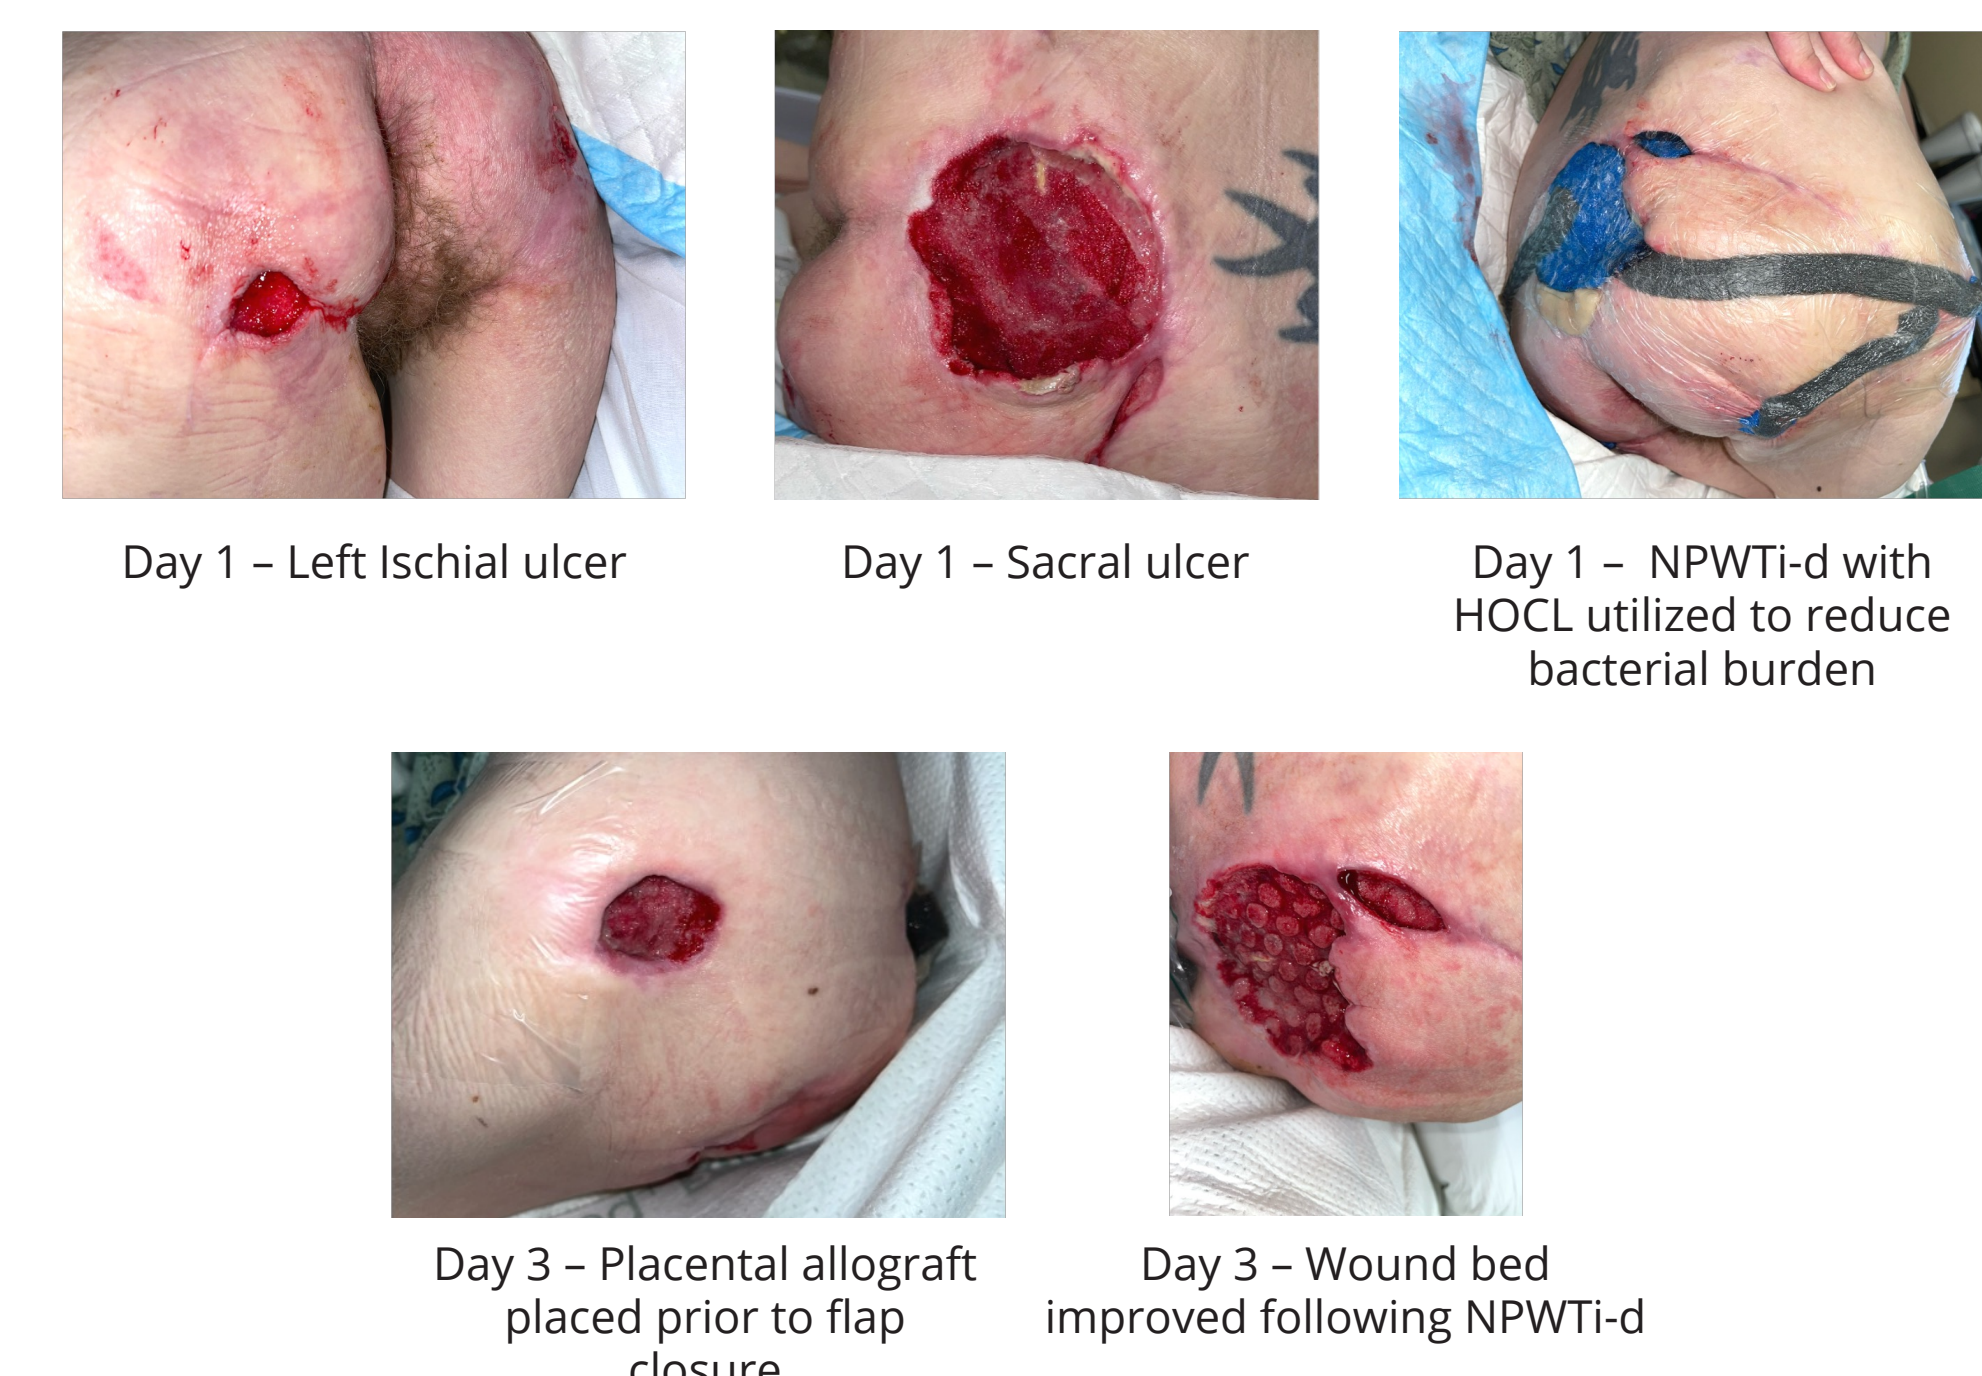 Day 1 – Left Ischial ulcer
Day 1 – Sacral ulcer
Day 1 – NPWTi-d with
HOCL utilized to reduce
bacterial burden
Day 3 – Placental allograft
placed prior to flap
closure
Day 3 – Wound bed
improved following NPWTi-d